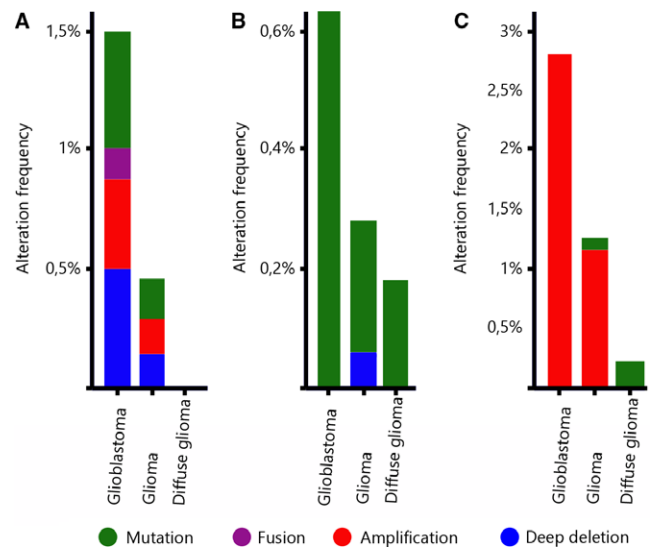 A
Alteration frequency
1,5%
1%
0,5%
Glioblastoma
Glioma
Diffuse glioma
B
Alteration frequency
0,6%
0,4%
0,2%
Glioblastoma
Glioma
Diffuse glioma
C
Alteration frequency
3%
2,5%
2%
1,5%
1%
0,5%
Glioblastoma
Glioma
Diffuse glioma
Mutation
Fusion
Amplification
Deep deletion